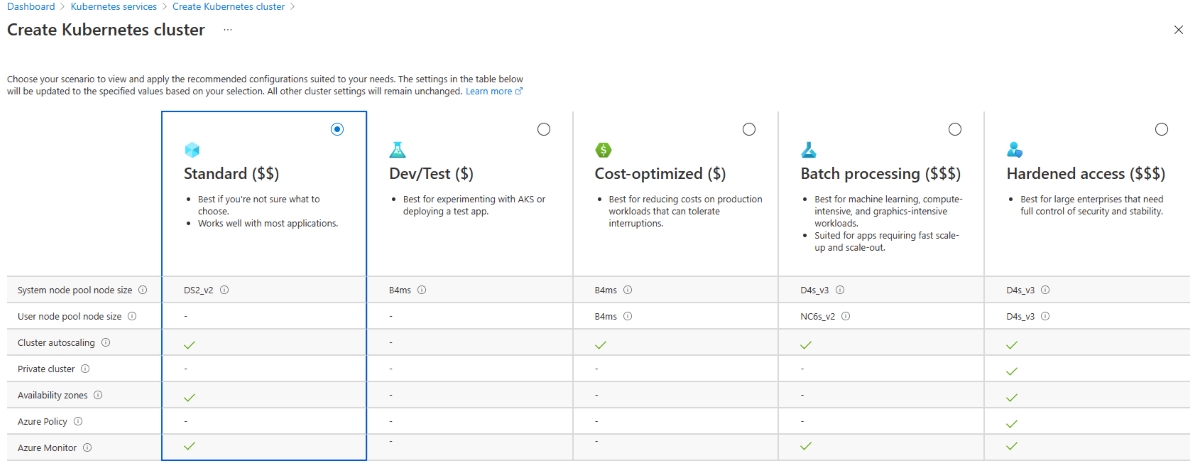 Dashboard > Kubernetes services > Create Kubernetes cluster >
Create Kubernetes cluster ...
Choose your scenario to view and apply the recommended configurations suited to your needs. The settings in the table below
will be updated to the specified values based on your selection. All other cluster settings will remain unchanged. Learn more
Standard ($$)
• Best if you're not sure what to
choose.
• Works well with most applications.
Dev/Test ($)
• Best for experimenting with AKS or
deploying a test app.
Cost-optimized ($)
• Best for reducing costs on production
workloads that can tolerate
interruptions.
Batch processing ($$$)
• Best for machine learning, compute-
intensive, and graphics-intensive
workloads.
• Suited for apps requiring fast scale-
up and scale-out.
Hardened access ($$$)
• Best for large enterprises that need
full control of security and stability.
System node pool node size DS2_v2 B4ms B4ms D4s_v3 D4s_v3
User node pool node size - - B4ms NC6s_v2 D4s_v3
Cluster autoscaling ✓ - ✓ ✓ ✓
Private cluster - - - - ✓
Availability zones ✓ - - - ✓
Azure Policy - - - - ✓
Azure Monitor ✓ - - ✓ ✓